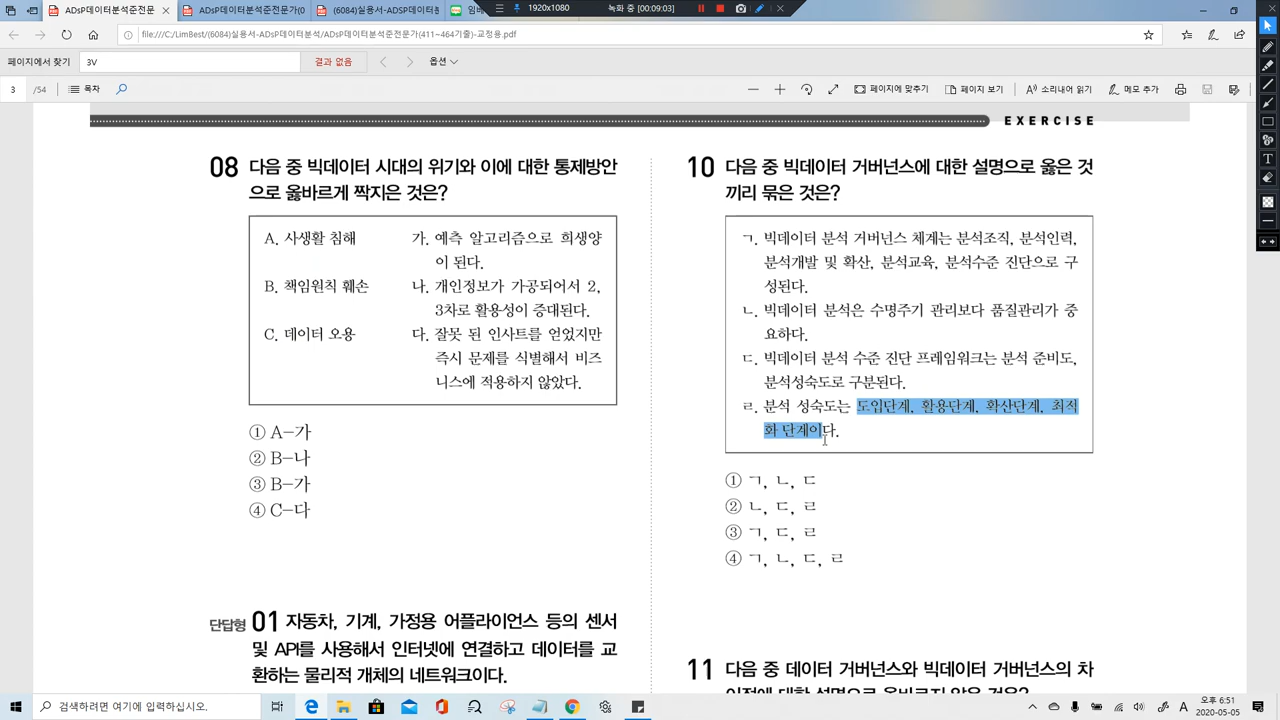 ADsP데이터분석준전문
ADsP데이터분석준전문가(0
(6084)실용서-ADsP데이터분
임
1920x1080
녹화 중 [00:09:03]
file:///C:/LimBest/(6084)실용서-ADsP데이터분석/ADsP데이터분석준전문가(411~464기출)-교정용.pdf
페이지에서 찾기
3V
결과 없음
옵션
3
/54
목차
페이지에 맞추기
페이지 보기
소리내어 읽기
메모 추가
EXERCISE
08 다음 중 빅데이터 시대의 위기와 이에 대한 통제방안
으로 옳바르게 짝지은 것은?
A. 사생활 침해
가. 예측 알고리즘으로 희생양
이 된다.
B. 책임원칙 훼손
나. 개인정보가 가공되어서 2,
3차로 활용성이 증대된다.
C. 데이터 오용
다. 잘못 된 인사트를 얻었지만
즉시 문제를 식별해서 비즈
니스에 적용하지 않았다.
① A-가
② B-나
③ B-가
④ C-다
단답형 01 자동차, 기계, 가정용 어플라이언스 등의 센서
및 API를 사용해서 인터넷에 연결하고 데이터를 교
환하는 물리적 개체의 네트워크이다.
10 다음 중 빅데이터 거버넌스에 대한 설명으로 옳은 것
끼리 묶은 것은?
ㄱ. 빅데이터 분석 거버넌스 체계는 분석조직, 분석인력,
분석개발 및 확산, 분석교육, 분석수준 진단으로 구
성된다.
ㄴ. 빅데이터 분석은 수명주기 관리보다 품질관리가 중
요하다.
ㄷ. 빅데이터 분석 수준 진단 프레임워크는 분석 준비도,
분석성숙도로 구분된다.
ㄹ. 분석 성숙도는 도입단계, 활용단계, 확산단계, 최적
화 단계이다.
① ㄱ, ㄴ, ㄷ
② ㄴ, ㄷ, ㄹ
③ ㄱ, ㄷ, ㄹ
④ ㄱ, ㄴ, ㄷ, ㄹ
11 다음 중 데이터 거버넌스와 빅데이터 거버넌스의 차
이점에 대한 설명으로 올바르지 않은 것은?
검색하려면 여기에 입력하십시오.
A
오후 6:51
2020-05-05